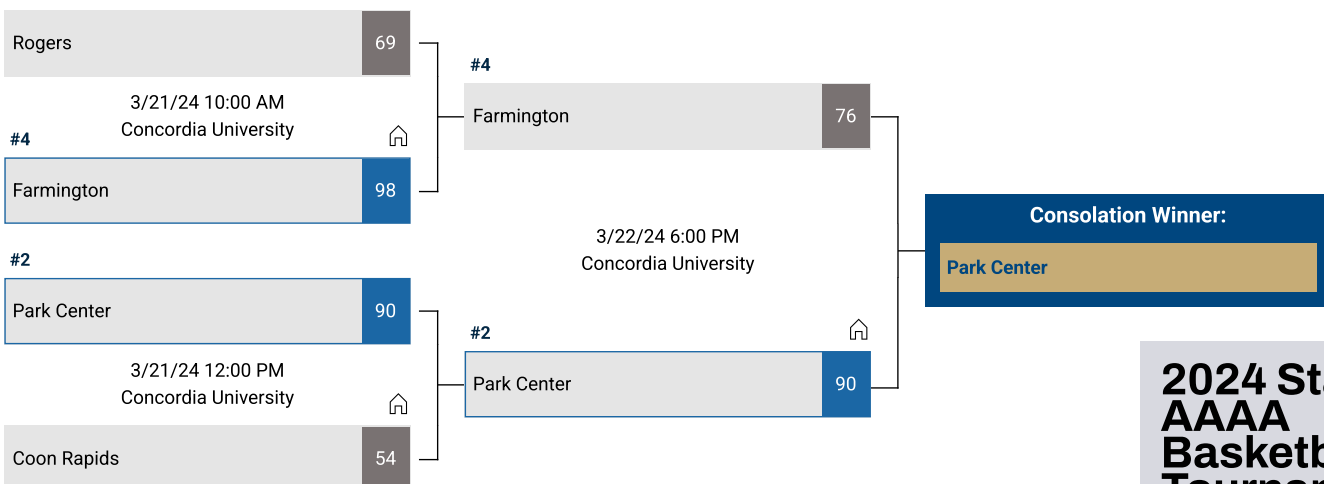 Rogers 69
3/21/24 10:00 AM
Concordia University
#4
Farmington 98
#2
Park Center 90
3/21/24 12:00 PM
Concordia University
Coon Rapids 54
#4
Farmington 76
3/22/24 6:00 PM
Concordia University
#2
Park Center 90
Consolation Winner:
Park Center
2024
AAAA